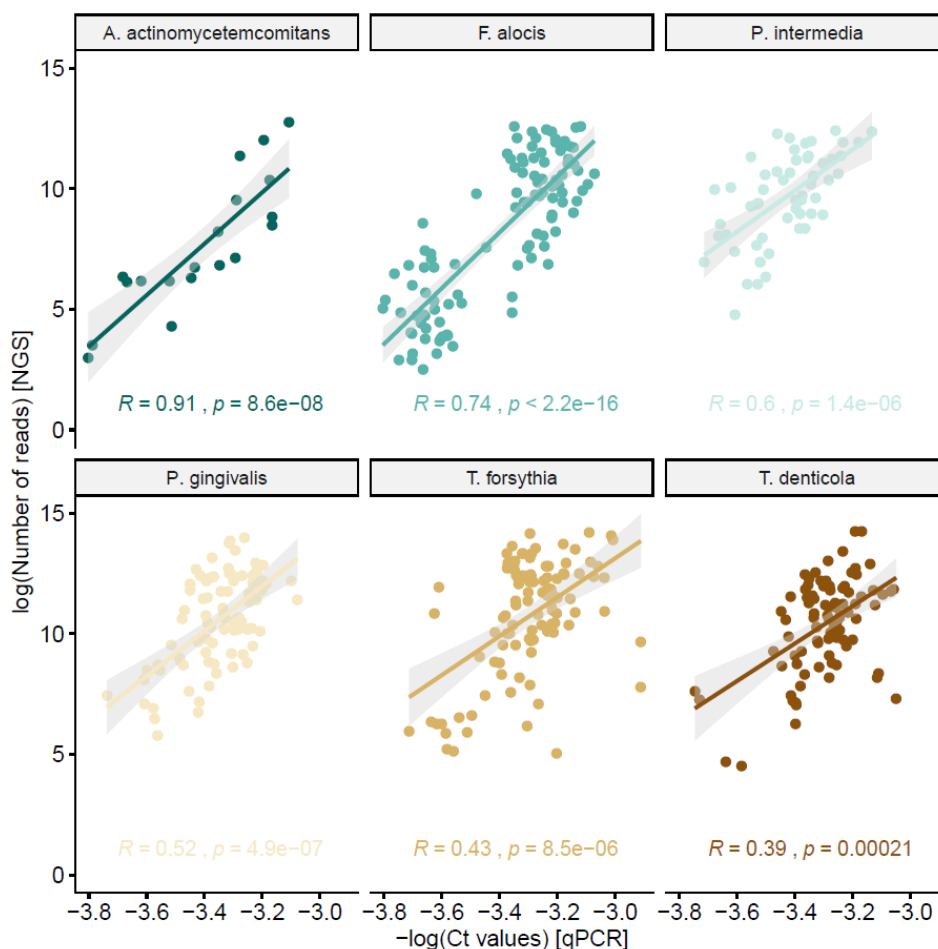 A. actinomycetemcomitans F. alocis P. intermedia
15
10
5
0
R = 0.91 , p = 8.6e−08 R = 0.74 , p < 2.2e−16 R = 0.6 , p = 1.4e−06
log(Number of reads) [NGS]
P. gingivalis T. forsythia T. denticola
15
10
5
0
R = 0.52 , p = 4.9e−07 R = 0.43 , p = 8.5e−06 R = 0.39 , p = 0.00021
−3.8 −3.6 −3.4 −3.2 −3.0 −3.8 −3.6 −3.4 −3.2 −3.0 −3.8 −3.6 −3.4 −3.2 −3.0
−log(Ct values) [qPCR]